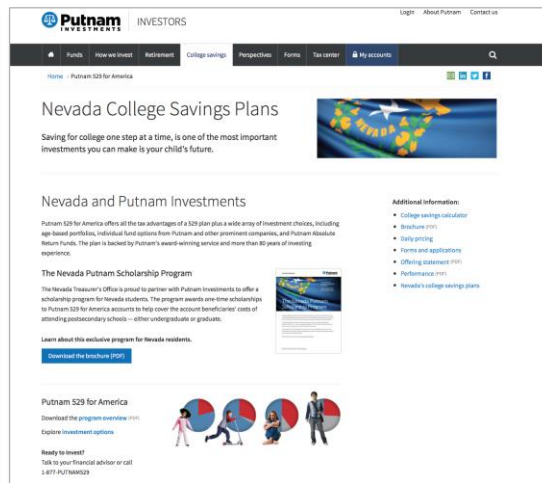 Login About Putnam Contact us
Putnam
INVESTMENTS
INVESTORS
Funds How we invest Retirement College savings Perspectives Forms Tax center My accounts
Home Putnam 529 for America
Nevada College Savings Plans
Saving for college one step at a time, is one of the most important
investments you can make is your child's future.
NEVADA
Nevada and Putnam Investments
Putnam 529 for America offers all the tax advantages of a 529 plan plus a wide array of investment choices, including
age-based portfolios, individual fund options from Putnam and other prominent companies, and Putnam Absolute
Return Funds. The plan is backed by Putnam's award-winning service and more than 80 years of investing
experience.
The Nevada Putnam Scholarship Program
The Nevada Treasurer's Office is proud to partner with Putnam Investments to offer a
scholarship program for Nevada students. The program awards one-time scholarships
to Putnam 529 for America accounts to help cover the account beneficiaries' costs of
attending postsecondary schools — either undergraduate or graduate.
Learn about this exclusive program for Nevada residents.
Download the brochure (PDF)
Putnam
The Nevada Putnam
Scholarship Program
Additional Information:
College savings calculator
Brochure (PDF)
Daily pricing
Forms and applications
Offering statement (PDF)
Performance (PDF)
Nevada's college savings plans
Putnam 529 for America
Download the program overview (PDF)
Explore investment options
Ready to invest?
Talk to your financial advisor or call
1-877-PUTNAM529